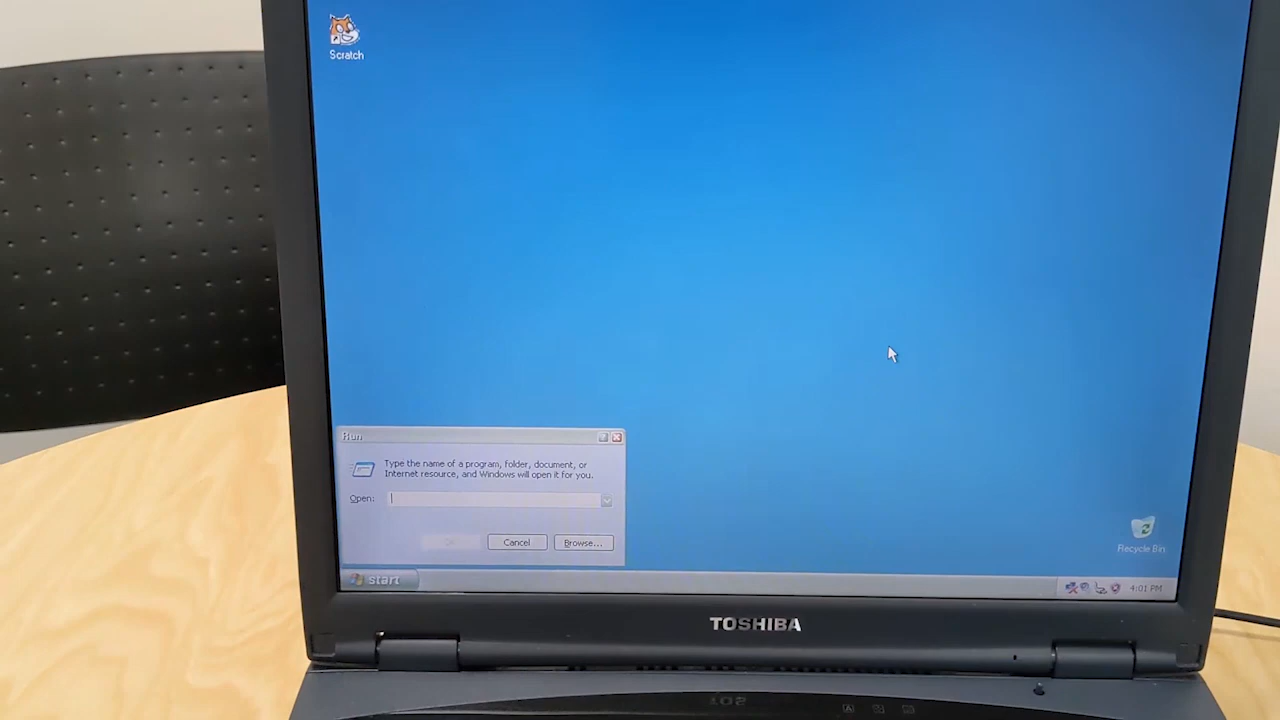 Scratch
Run
Type the name of a program, folder, document, or
Internet resource, and Windows will open it for you.
Open:
Cancel
Browse...
Recycle Bin
start
4:01 PM
TOSHIBA